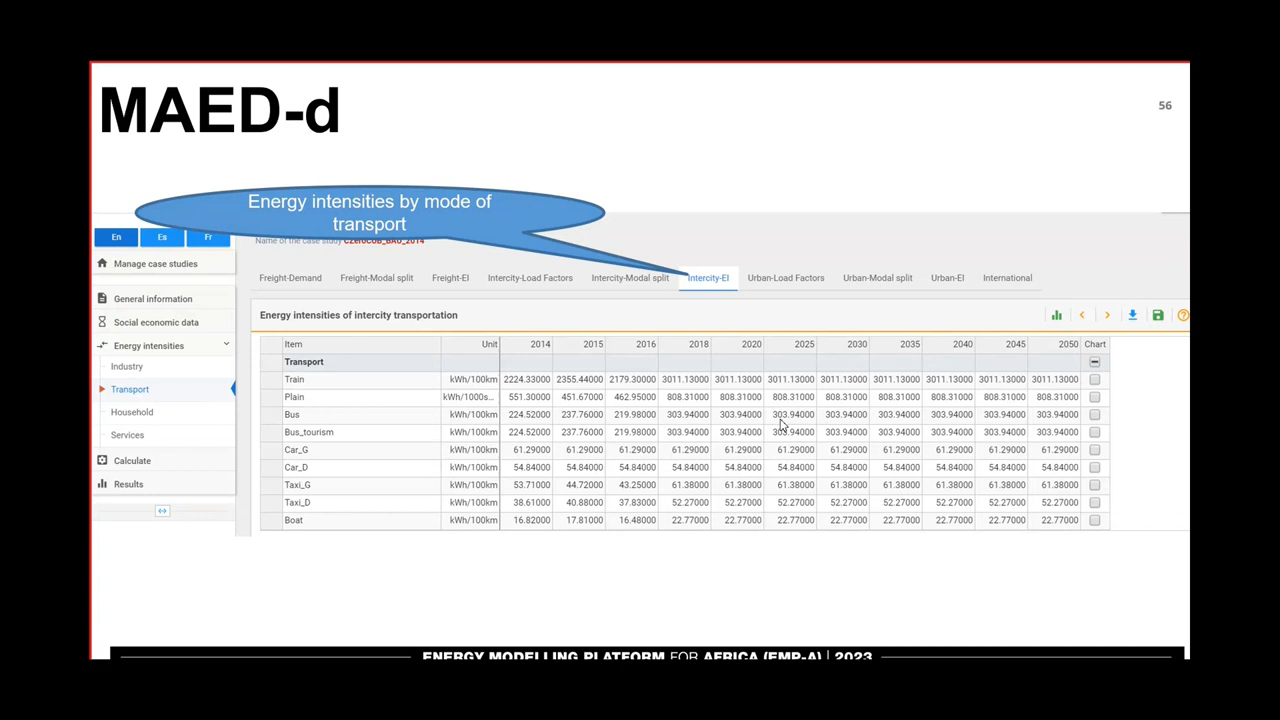 MAED-d
56
Energy intensities by mode of
transport
En Es Fr
Name of the case study CZeroCOB_BAU_2014
Manage case studies
Freight-Demand Freight-Modal split Freight-EI Intercity-Load Factors Intercity-Modal split Intercity-EI Urban-Load Factors Urban-Modal split Urban-EI International
General information
Social economic data
Energy intensities
Industry
Transport
Household
Services
Calculate
Results
Energy intensities of intercity transportation
Item Unit 2014 2015 2016 2018 2020 2025 2030 2035 2040 2045 2050 Chart
Transport
Train kWh/100km 2224.33000 2355.44000 2179.30000 3011.13000 3011.13000 3011.13000 3011.13000 3011.13000 3011.13000 3011.13000 3011.13000
Plain kWh/1000s... 551.30000 451.67000 462.95000 808.31000 808.31000 808.31000 808.31000 808.31000 808.31000 808.31000 808.31000
Bus kWh/100km 224.52000 237.76000 219.98000 303.94000 303.94000 303.94000 303.94000 303.94000 303.94000 303.94000 303.94000
Bus_tourism kWh/100km 224.52000 237.76000 219.98000 303.94000 303.94000 303.94000 303.94000 303.94000 303.94000 303.94000 303.94000
Car_G kWh/100km 61.29000 61.29000 61.29000 61.29000 61.29000 61.29000 61.29000 61.29000 61.29000 61.29000 61.29000
Car_D kWh/100km 54.84000 54.84000 54.84000 54.84000 54.84000 54.84000 54.84000 54.84000 54.84000 54.84000 54.84000
Taxi_G kWh/100km 53.71000 44.72000 43.25000 61.38000 61.38000 61.38000 61.38000 61.38000 61.38000 61.38000 61.38000
Taxi_D kWh/100km 38.61000 40.88000 37.83000 52.27000 52.27000 52.27000 52.27000 52.27000 52.27000 52.27000 52.27000
Boat kWh/100km 16.82000 17.81000 16.48000 22.77000 22.77000 22.77000 22.77000 22.77000 22.77000 22.77000 22.77000
ENERGY MODELLING PLATFORM FOR AFRICA (EMP-A) | 2023